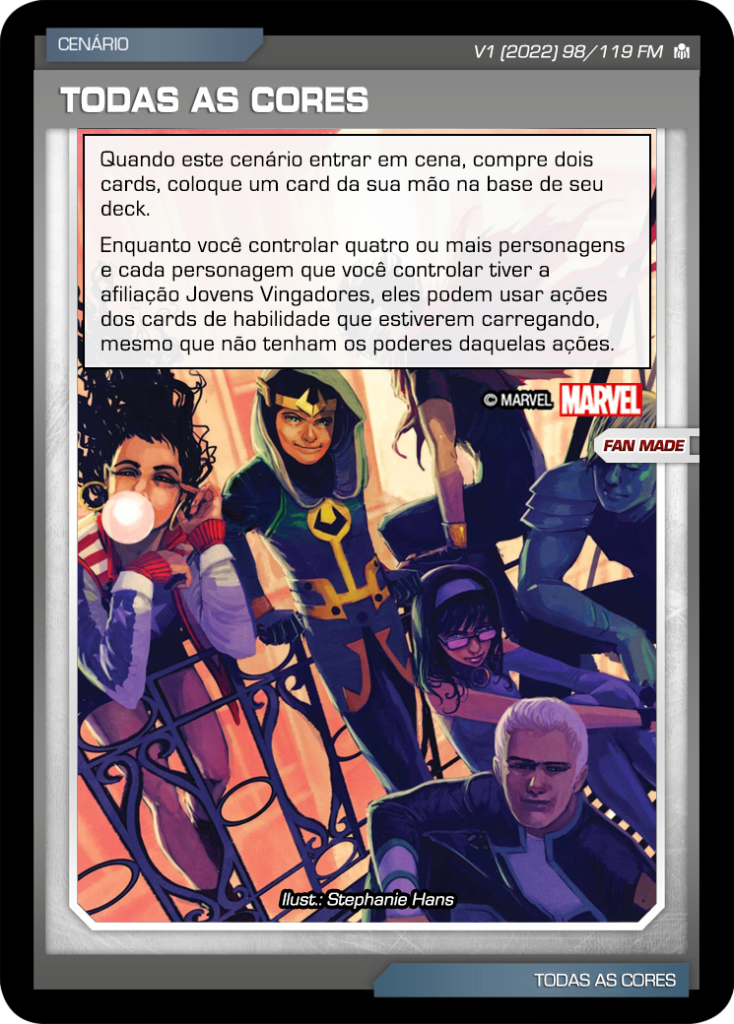 CENÁRIO
V1 (2022) 98/119 FM
TODAS AS CORES
Quando este cenário entrar em cena, compre dois
cards, coloque um card da sua mão na base de seu
deck.
Enquanto você controlar quatro ou mais personagens
e cada personagem que você controlar tiver a
afiliação Jovens Vingadores, eles podem usar ações
dos cards de habilidade que estiverem carregando,
mesmo que não tenham os poderes daquelas ações.
© MARVEL MARVEL
FAN MADE
Ilust.: Stephanie Hans
TODAS AS CORES